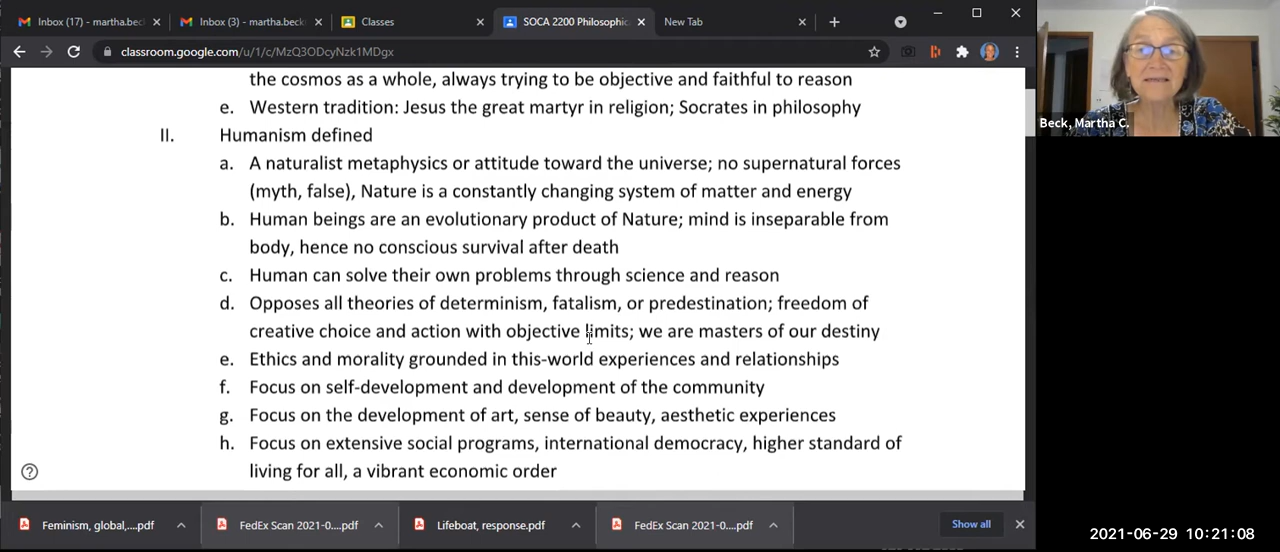 Inbox (17) - martha.beck
Inbox (3) - martha.beck
Classes
SOCA 2200 Philosophic
New Tab
classroom.google.com/u/1/c/MzQ3ODcyNzk1MDgx
the cosmos as a whole, always trying to be objective and faithful to reason
e. Western tradition: Jesus the great martyr in religion; Socrates in philosophy
Beck, Martha C.
II. Humanism defined
a. A naturalist metaphysics or attitude toward the universe; no supernatural forces
(myth, false), Nature is a constantly changing system of matter and energy
b. Human beings are an evolutionary product of Nature; mind is inseparable from
body, hence no conscious survival after death
c. Human can solve their own problems through science and reason
d. Opposes all theories of determinism, fatalism, or predestination; freedom of
creative choice and action with objective limits; we are masters of our destiny
e. Ethics and morality grounded in this-world experiences and relationships
f. Focus on self-development and development of the community
g. Focus on the development of art, sense of beauty, aesthetic experiences
h. Focus on extensive social programs, international democracy, higher standard of
living for all, a vibrant economic order
Feminism, global,....pdf
FedEx Scan 2021-0....pdf
Lifeboat, response.pdf
FedEx Scan 2021-0....pdf
Show all
2021-06-29 10:21:08